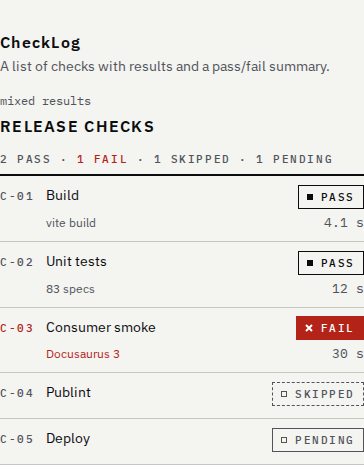 CheckLog
A list of checks with results and a pass/fail summary.
mixed results
RELEASE CHECKS
2 PASS · 1 FAIL · 1 SKIPPED · 1 PENDING
C-01 Build PASS
vite build 4.1 s
C-02 Unit tests PASS
83 specs 12 s
C-03 Consumer smoke FAIL
Docusaurus 3 30 s
C-04 Publint SKIPPED
C-05 Deploy PENDING